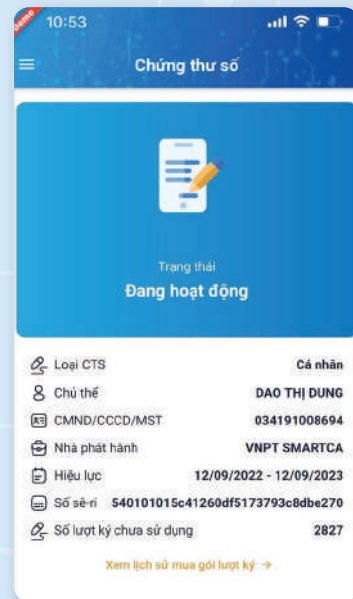 Demo
10:53
Chứng thư số
Trạng thái
Đang hoạt động
Loại CTS Cá nhân
Chủ thể DAO THỊ DUNG
CMND/CCCD/MST 034191008694
Nhà phát hành VNPT SMARTCA
Hiệu lực 12/09/2022 - 12/09/2023
Số sê-ri 540101015c41260df5173793c8dbe270
Số lượt ký chưa sử dụng 2827
Xem lịch sử mua gói lượt ký →